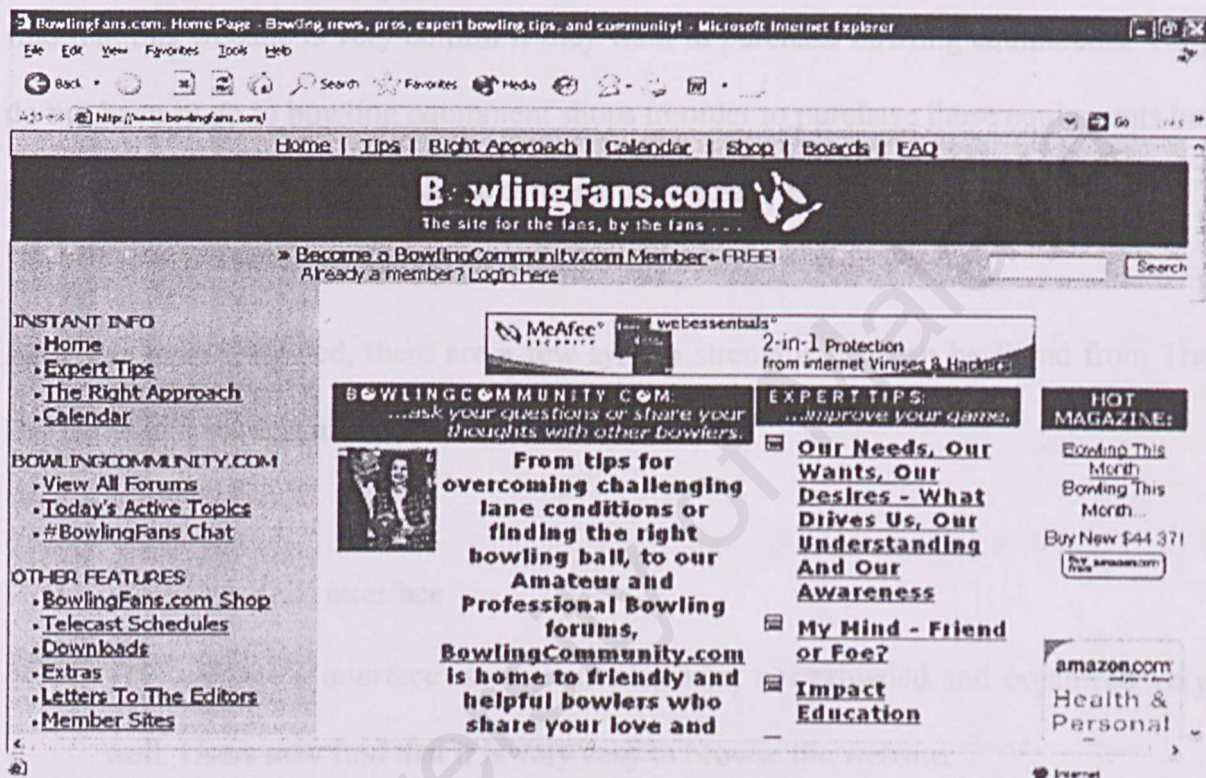 BowlingFans.com. Home Page - Bowling news, pros, expert bowling tips, and community! - Microsoft Internet Explorer
File Edit View Favorites Tools Help
Back Search Favorites Media
http://www.bowlingfans.com/ Go
Home | Tips | Right Approach | Calendar | Shop | Boards | FAQ
B wlingFans.com
The site for the fans, by the fans . . .
» Become a BowlingCommunity.com Member - FREE!
Already a member? Login here
Search
INSTANT INFO
Home
Expert Tips
The Right Approach
Calendar
BOWLINGCOMMUNITY.COM
View All Forums
Today's Active Topics
#BowlingFans Chat
OTHER FEATURES
BowlingFans.com Shop
Telecast Schedules
Downloads
Extras
Letters To The Editors
Member Sites
McAfee SECURITY
webessentials
2-in-1 Protection
from Internet Viruses & Hackers!
BOWLINGCOMMUNITY.COM:
...ask your questions or share your
thoughts with other bowlers.
From tips for
overcoming challenging
lane conditions or
finding the right
bowling ball, to our
Amateur and
Professional Bowling
forums,
BowlingCommunity.com
is home to friendly and
helpful bowlers who
share your love and
EXPERT TIPS:
...improve your game.
Our Needs, Our
Wants, Our
Desires - What
Drives Us, Our
Understanding
And Our
Awareness
My Mind - Friend
or Foe?
Impact
Education
HOT
MAGAZINE:
Bowling This
Month
Bowling This
Month...
Buy New $44.37!
amazon.com
Health &
Personal
Internet